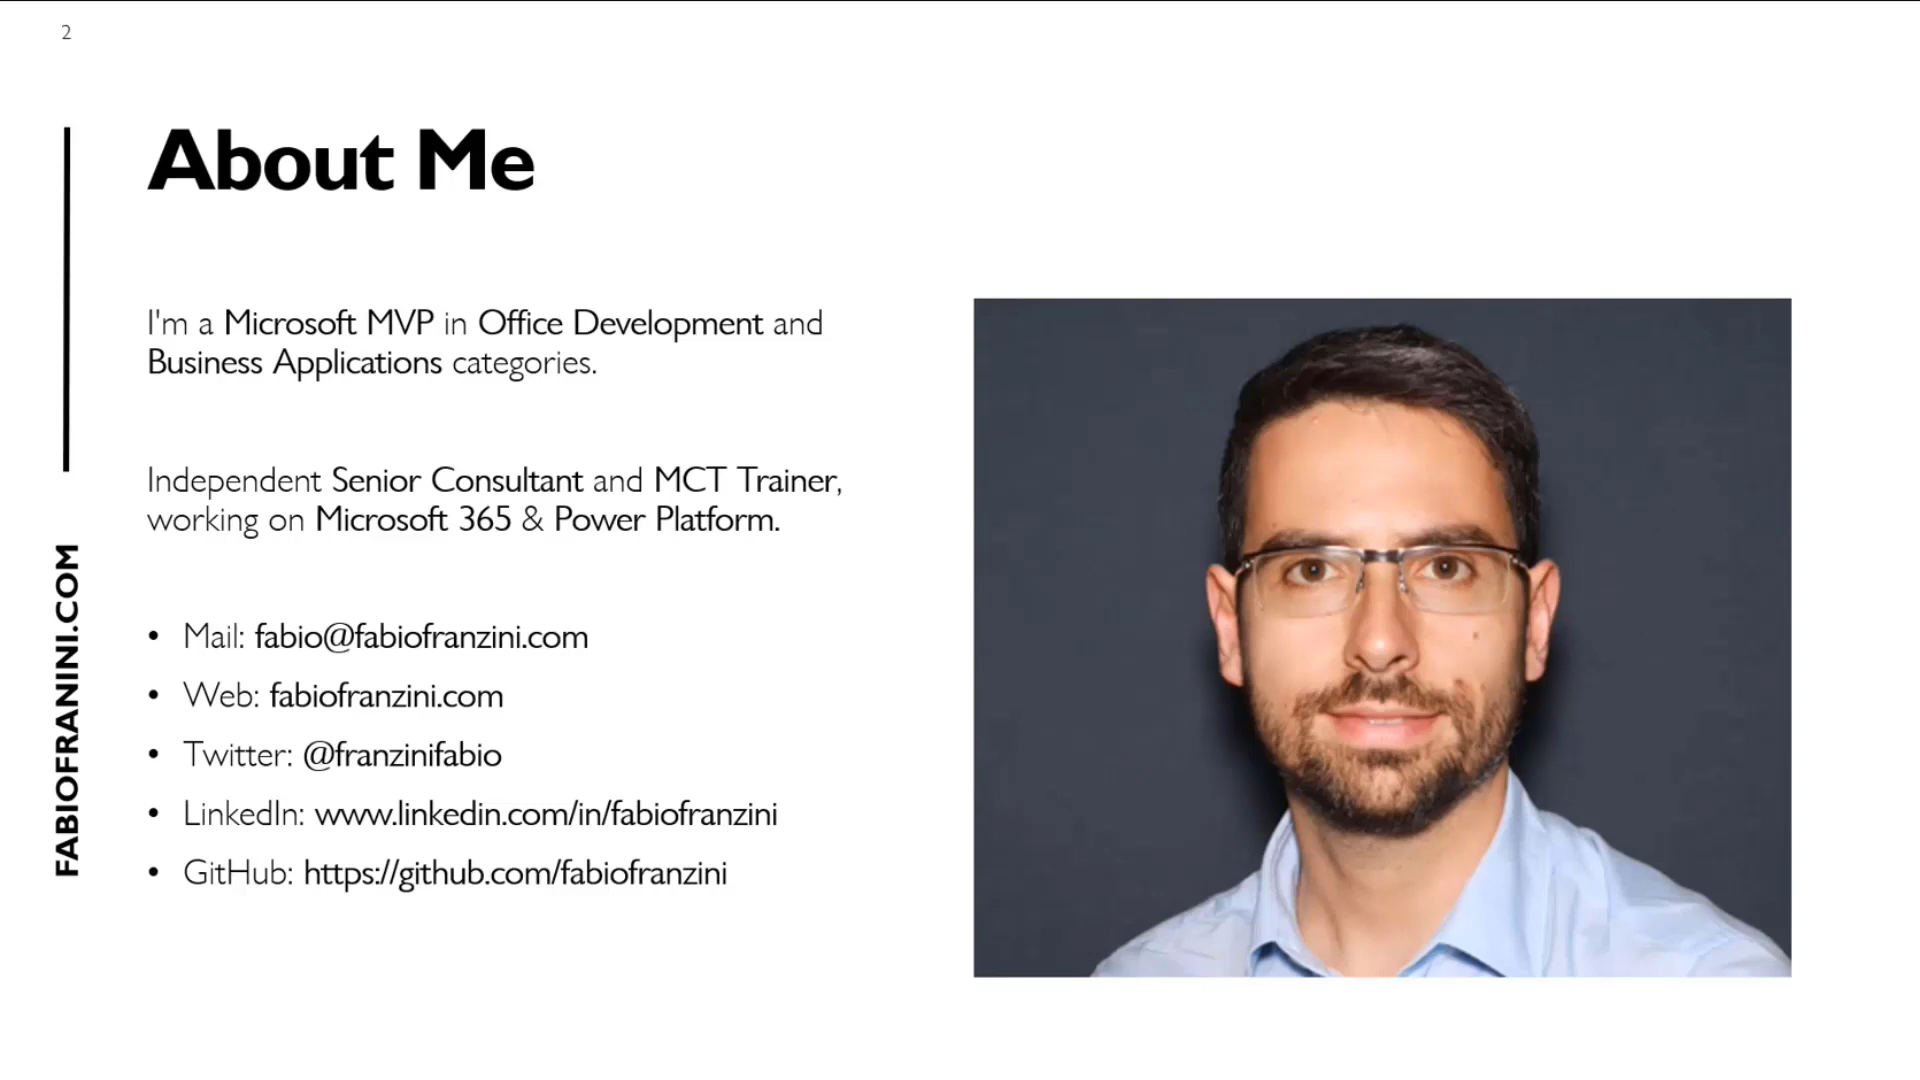 2
About Me
I'm a Microsoft MVP in Office Development and
Business Applications categories.
Independent Senior Consultant and MCT Trainer,
working on Microsoft 365 & Power Platform.
• Mail: fabio@fabiofranzini.com
• Web: fabiofranzini.com
• Twitter: @franzinifabio
• LinkedIn: www.linkedin.com/in/fabiofranzini
• GitHub: https://github.com/fabiofranzini
FABIOFRANINI.COM